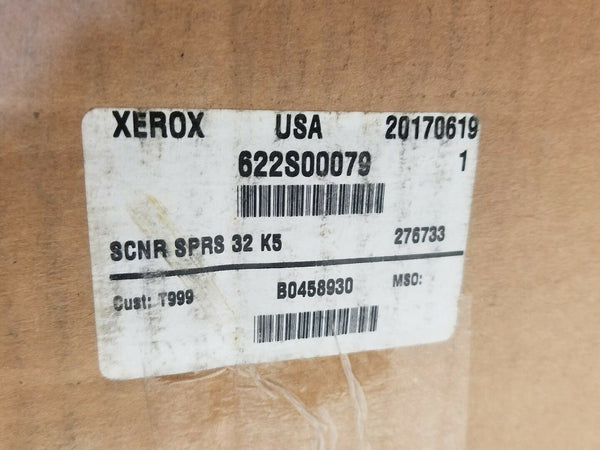 XEROX USA 20170619
622S00079 1
SCNR SPRS 32 K5 276733
Cust: T999 B0458930 MSO: